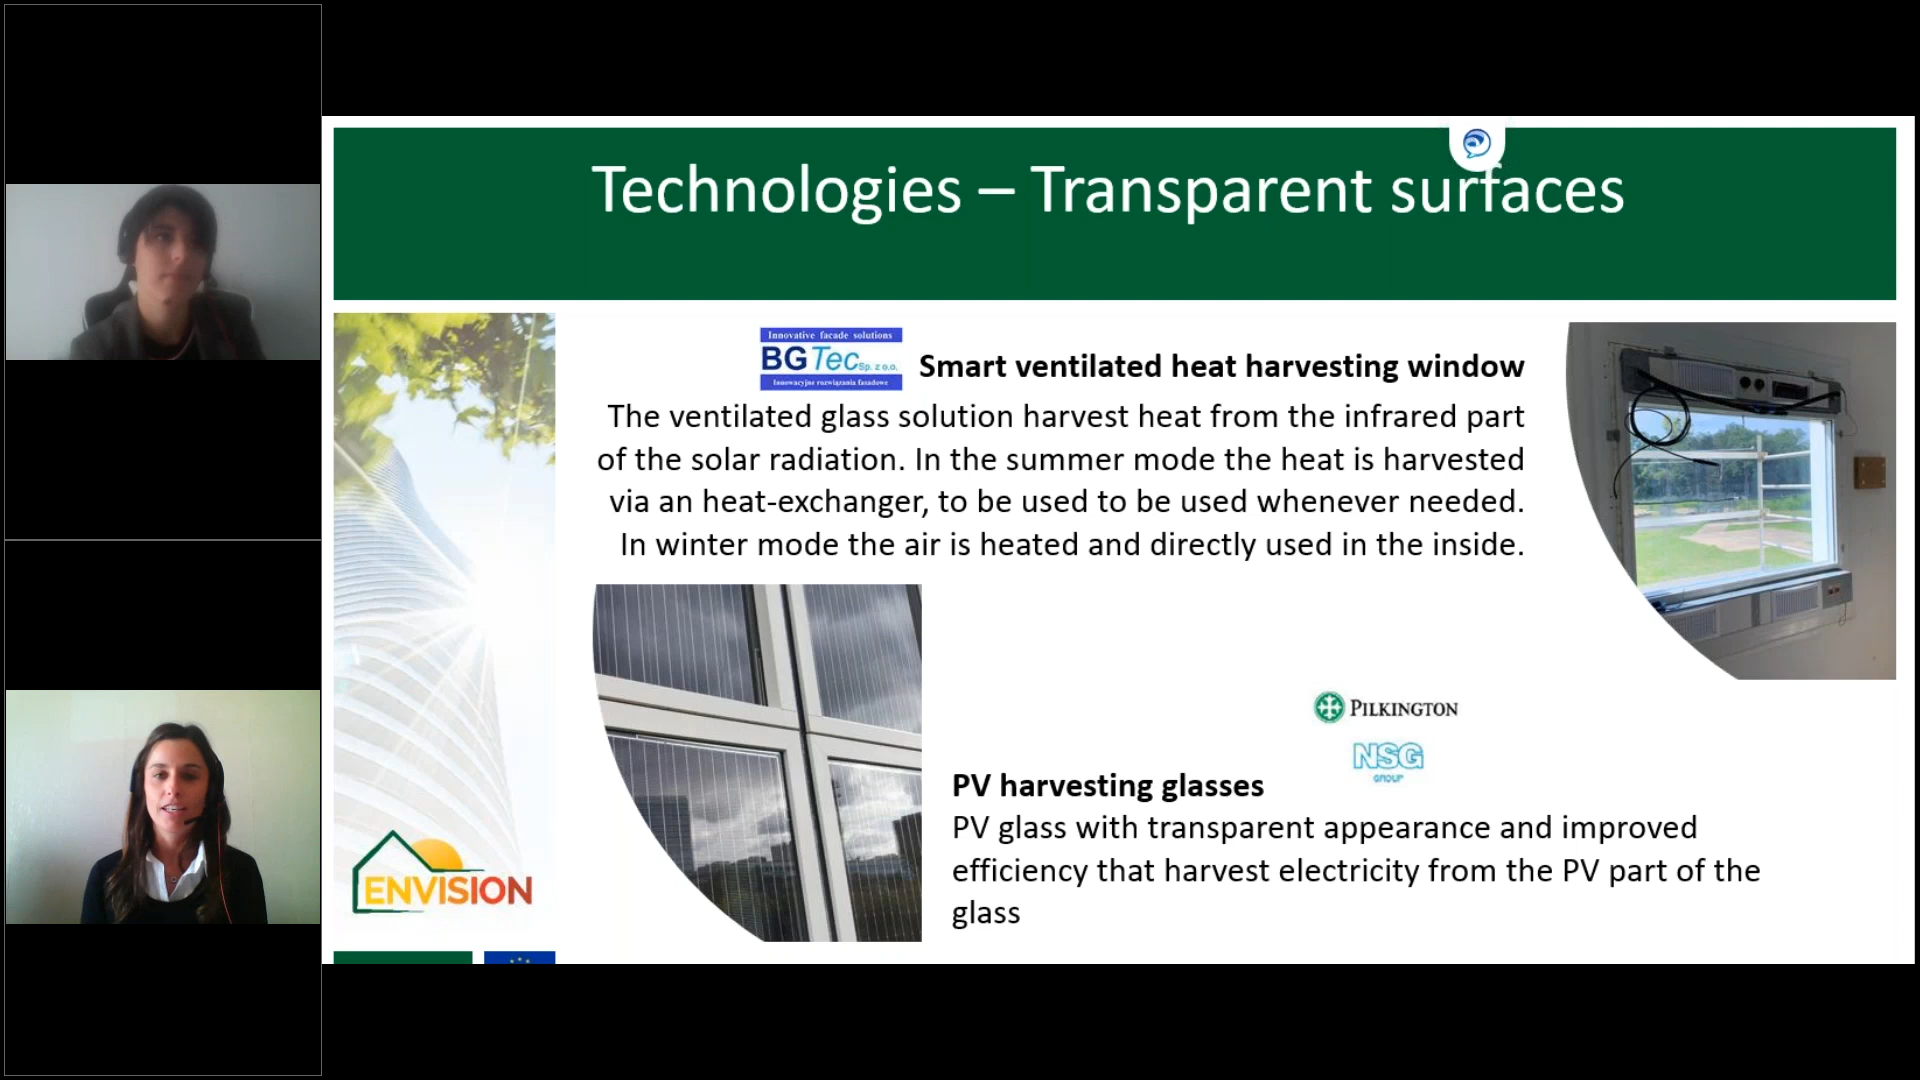 Technologies – Transparent surfaces
Innovative facade solutions
BGTec Sp. z o.o.
Innowacyjne rozwiązania fasadowe
Smart ventilated heat harvesting window
The ventilated glass solution harvest heat from the infrared part
of the solar radiation. In the summer mode the heat is harvested
via an heat-exchanger, to be used to be used whenever needed.
In winter mode the air is heated and directly used in the inside.
PILKINGTON
NSG
GROUP
PV harvesting glasses
PV glass with transparent appearance and improved
efficiency that harvest electricity from the PV part of the
glass
ENVISION